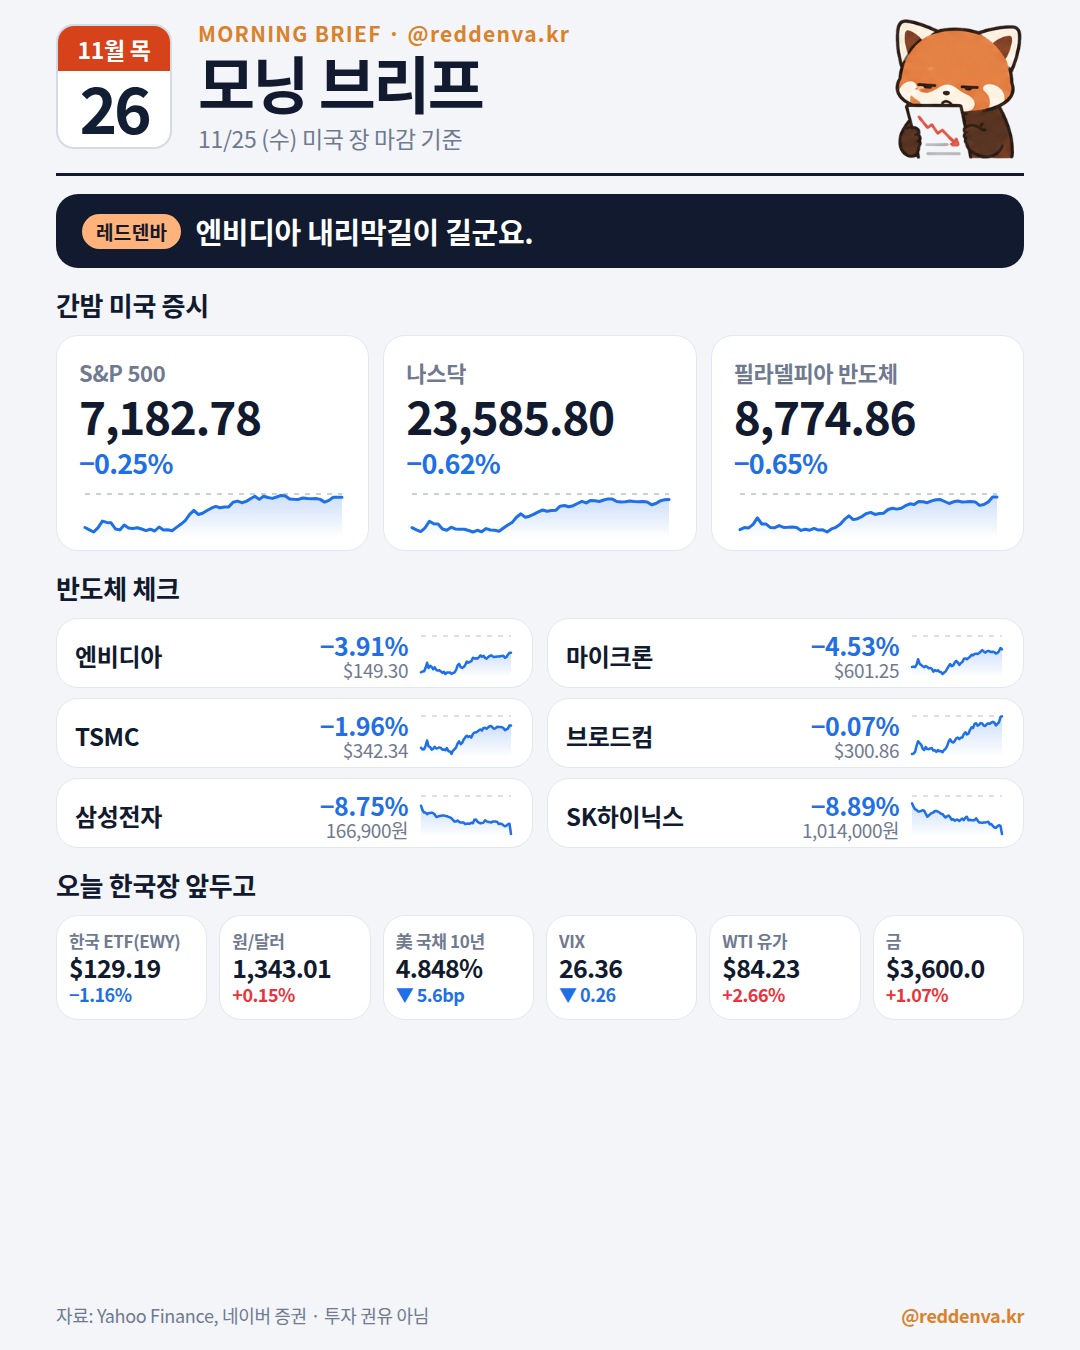 11월 목
26
MORNING BRIEF · @reddenva.kr
모닝 브리프
11/25 (수) 미국 장 마감 기준
레드덴바 엔비디아 내리막길이 길군요.
간밤 미국 증시
S&P 500
7,182.78
−0.25%
나스닥
23,585.80
−0.62%
필라델피아 반도체
8,774.86
−0.65%
반도체 체크
엔비디아
−3.91%
$149.30
마이크론
−4.53%
$601.25
TSMC
−1.96%
$342.34
브로드컴
−0.07%
$300.86
삼성전자
−8.75%
166,900원
SK하이닉스
−8.89%
1,014,000원
오늘 한국장 앞두고
한국 ETF(EWY)
$129.19
−1.16%
원/달러
1,343.01
+0.15%
美 국채 10년
4.848%
▼ 5.6bp
VIX
26.36
▼ 0.26
WTI 유가
$84.23
+2.66%
금
$3,600.0
+1.07%
자료: Yahoo Finance, 네이버 증권 · 투자 권유 아님
@reddenva.kr